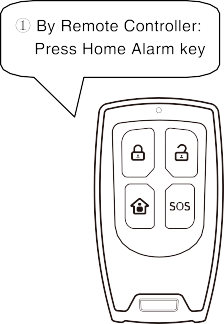 ① By Remote Controller:
Press Home Alarm key
SOS